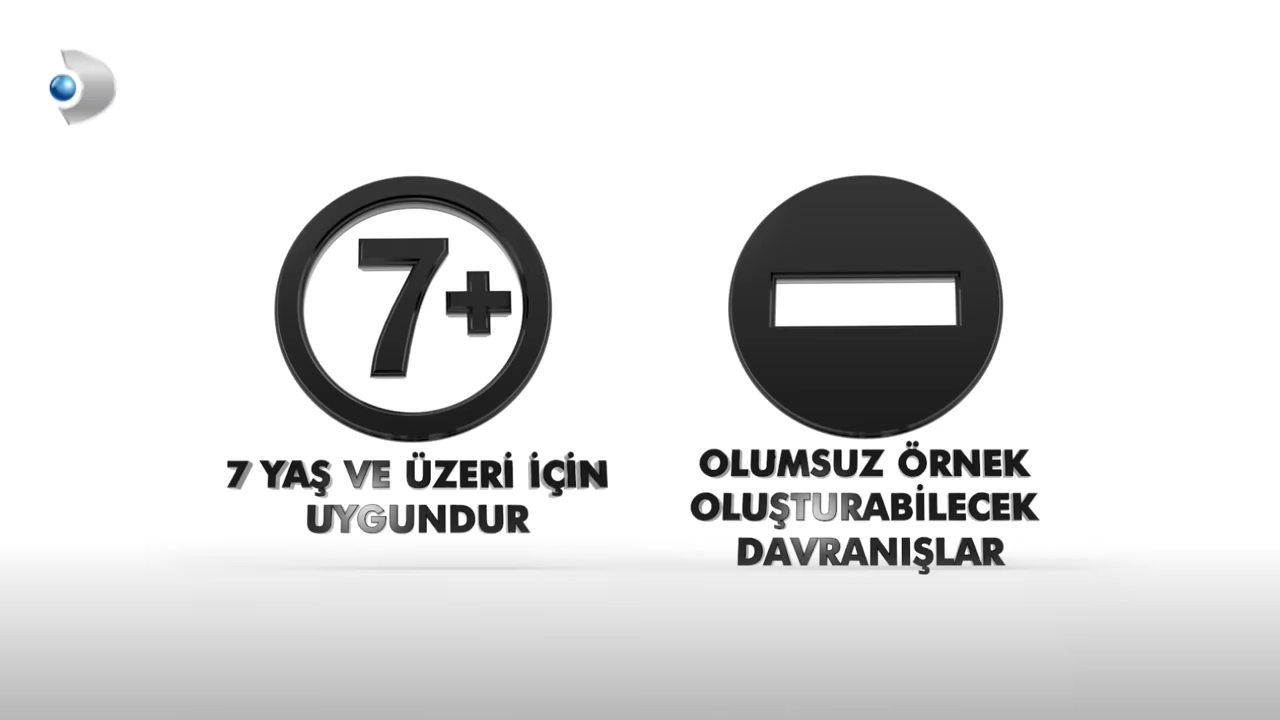 7+
7 YAŞ VE ÜZERİ İÇİN
UYGUNDUR
OLUMSUZ ÖRNEK
OLUŞTURABİLECEK
DAVRANIŞLAR